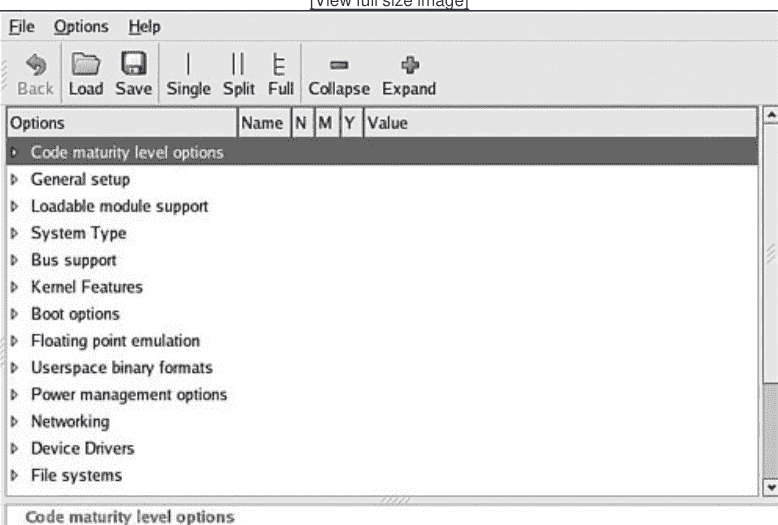 [View full size image]
File Options Help
Back Load Save Single Split Full Collapse Expand
Options Name N M Y Value
Code maturity level options
General setup
Loadable module support
System Type
Bus support
Kernel Features
Boot options
Floating point emulation
Userspace binary formats
Power management options
Networking
Device Drivers
File systems
Code maturity level options